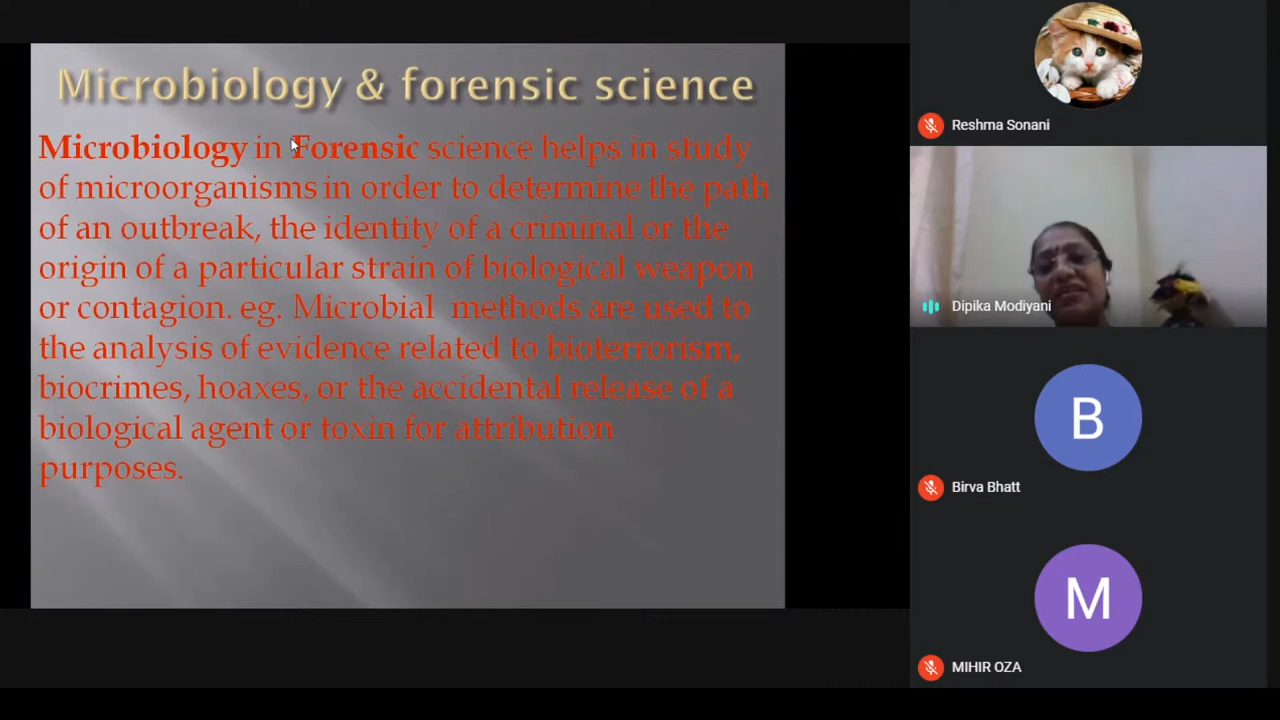 Microbiology & forensic science
Microbiology in Forensic science helps in study
of microorganisms in order to determine the path
of an outbreak, the identity of a criminal or the
origin of a particular strain of biological weapon
or contagion. eg. Microbial methods are used to
the analysis of evidence related to bioterrorism,
biocrimes, hoaxes, or the accidental release of a
biological agent or toxin for attribution
purposes.
Reshma Sonani
Dipika Modiyani
B
Birva Bhatt
M
MIHIR OZA